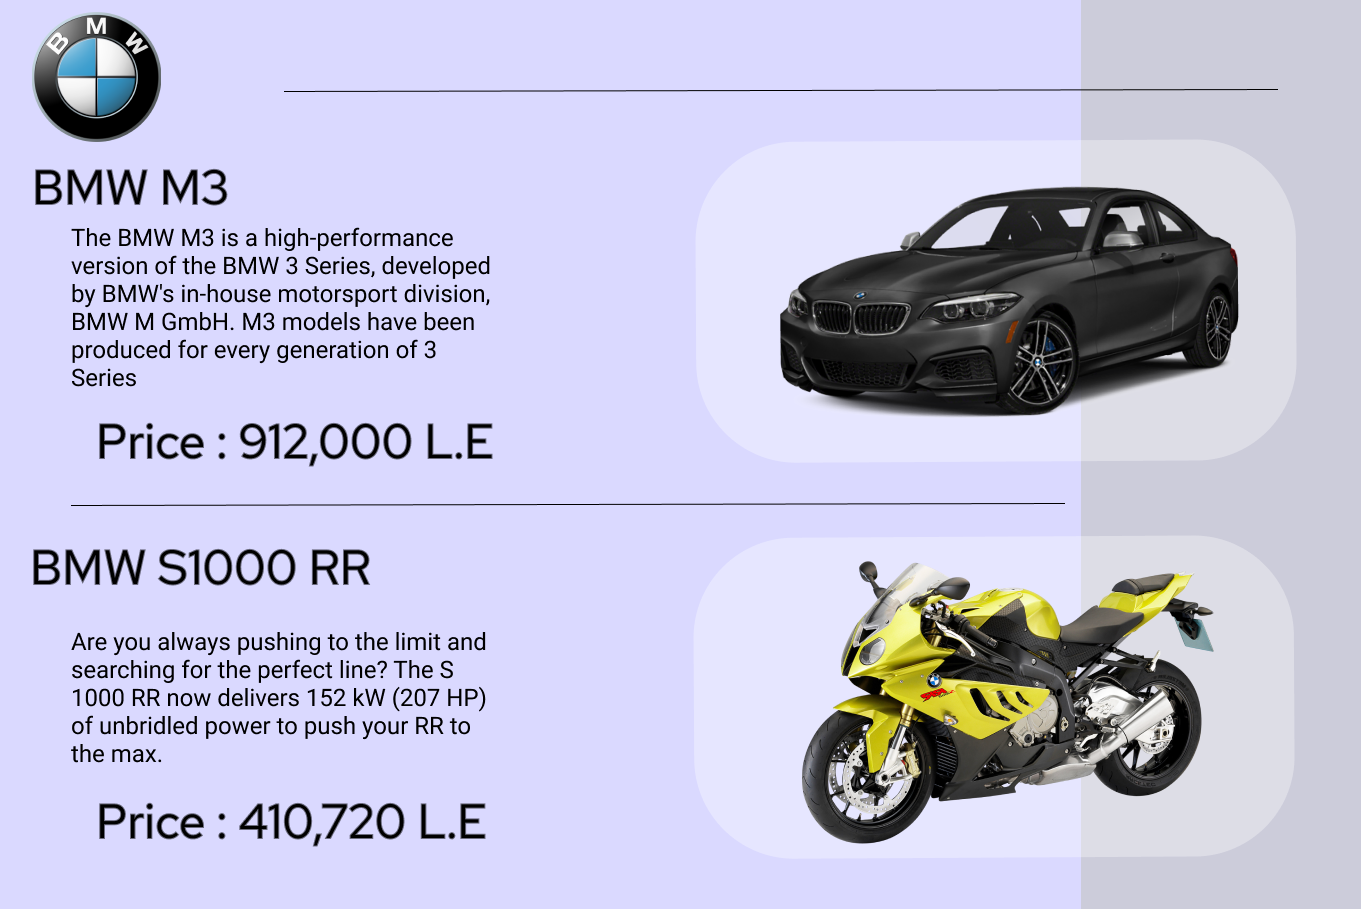 BMW
BMW M3
The BMW M3 is a high-performance
version of the BMW 3 Series, developed
by BMW's in-house motorsport division,
BMW M GmbH. M3 models have been
produced for every generation of 3
Series
Price : 912,000 L.E
BMW S1000 RR
Are you always pushing to the limit and
searching for the perfect line? The S
1000 RR now delivers 152 kW (207 HP)
of unbridled power to push your RR to
the max.
Price : 410,720 L.E